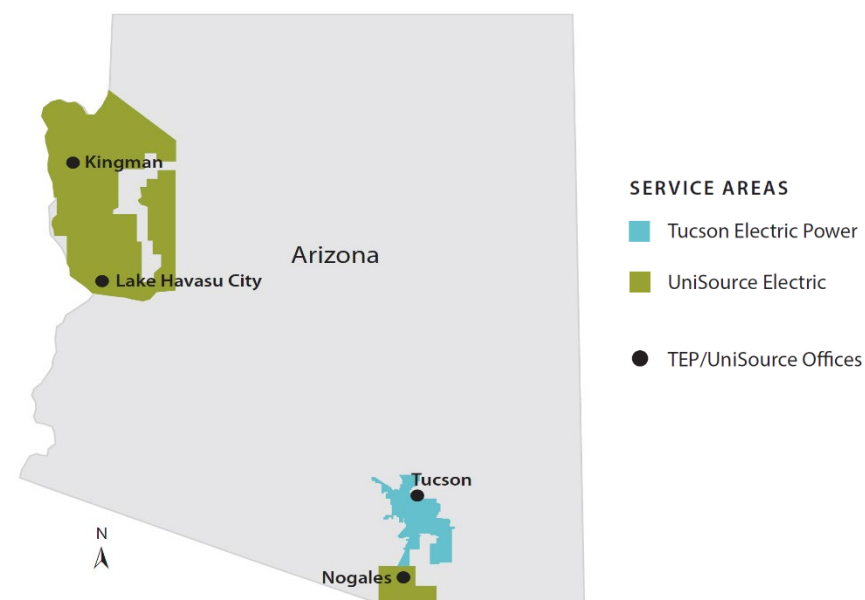 Kingman
Lake Havasu City
Arizona
Tucson
Nogales
N
SERVICE AREAS
Tucson Electric Power
UniSource Electric
TEP/UniSource Offices